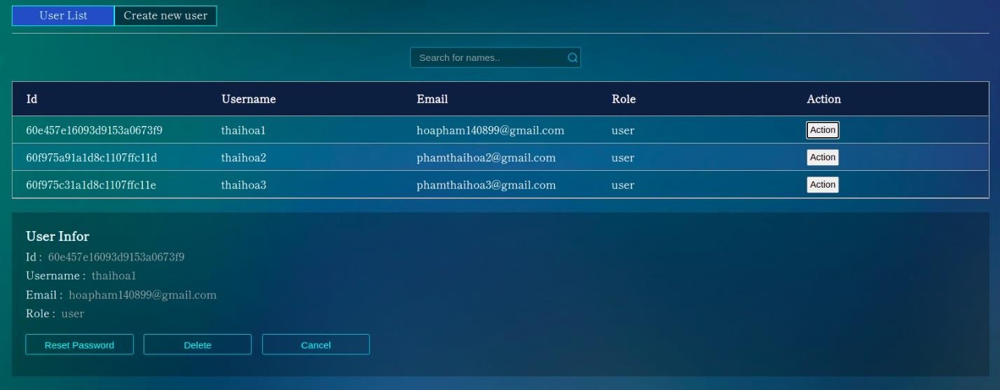 User List Create new user
Search for names..
Id Username Email Role Action
60e457e16093d9153a0673f9 thaihoa1 hoapham140899@gmail.com user Action
60f975a91a1d8c1107ffc11d thaihoa2 phamthaihoa2@gmail.com user Action
60f975c31a1d8c1107ffc11e thaihoa3 phamthaihoa3@gmail.com user Action
User Infor
Id : 60e457e16093d9153a0673f9
Username : thaihoa1
Email : hoapham140899@gmail.com
Role : user
Reset Password Delete Cancel